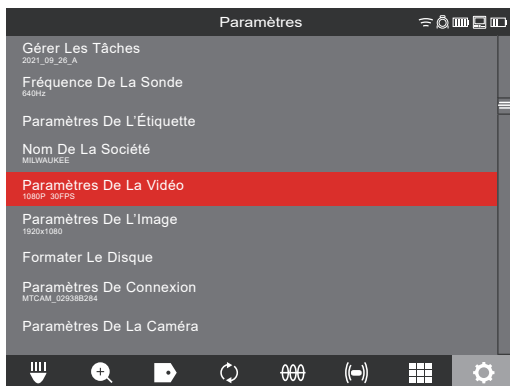 Paramètres
Gérer Les Tâches
2021_09_26_A
Fréquence De La Sonde
640Hz
Paramètres De L'Étiquette
Nom De La Société
MILWAUKEE
Paramètres De La Vidéo
1080P 30FPS
Paramètres De L'Image
1920x1080
Formater Le Disque
Paramètres De Connexion
MTCAM_02938B284
Paramètres De La Caméra